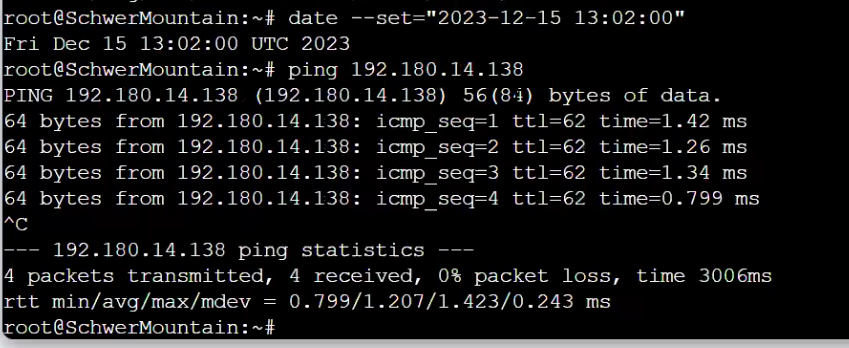 root@SchwerMountain:~# date --set="2023-12-15 13:02:00"
Fri Dec 15 13:02:00 UTC 2023
root@SchwerMountain:~# ping 192.180.14.138
PING 192.180.14.138 (192.180.14.138) 56(84) bytes of data.
64 bytes from 192.180.14.138: icmp_seq=1 ttl=62 time=1.42 ms
64 bytes from 192.180.14.138: icmp_seq=2 ttl=62 time=1.26 ms
64 bytes from 192.180.14.138: icmp_seq=3 ttl=62 time=1.34 ms
64 bytes from 192.180.14.138: icmp_seq=4 ttl=62 time=0.799 ms
^C
--- 192.180.14.138 ping statistics ---
4 packets transmitted, 4 received, 0% packet loss, time 3006ms
rtt min/avg/max/mdev = 0.799/1.207/1.423/0.243 ms
root@SchwerMountain:~#